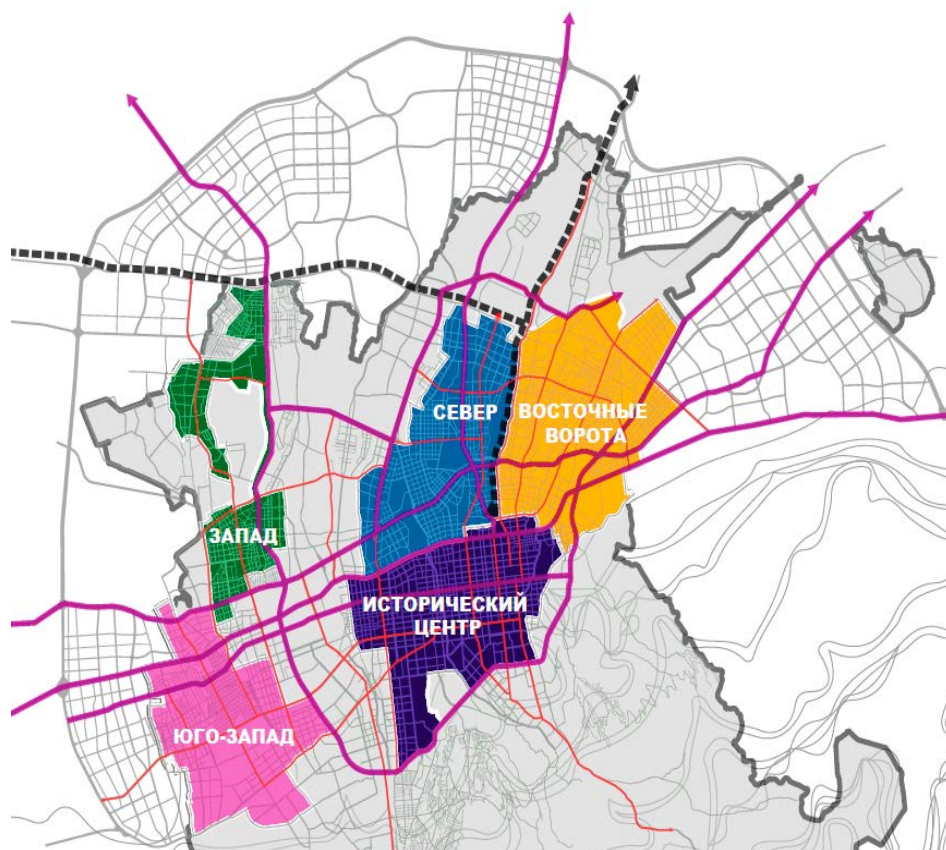 СЕВЕР
ВОСТОЧНЫЕ
ВОРОТА
ЗАПАД
ИСТОРИЧЕСКИЙ
ЦЕНТР
ЮГО-ЗАПАД